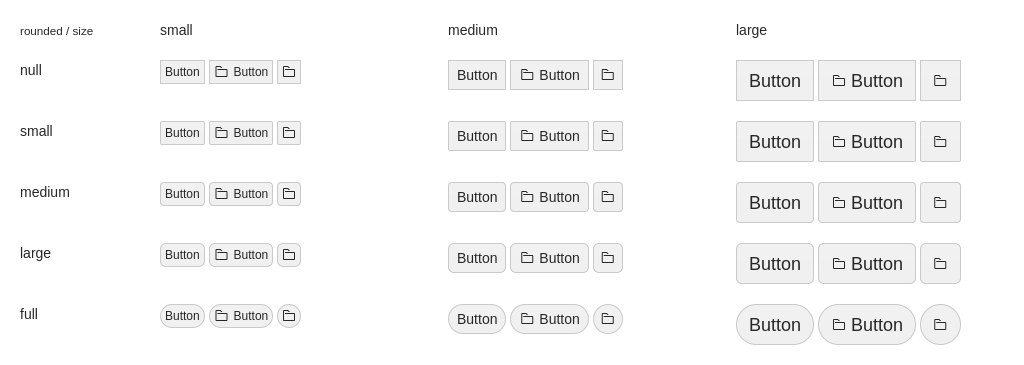 rounded / size small medium large
null Button Button Button Button Button Button
small Button Button Button Button Button Button
medium Button Button Button Button Button Button
large Button Button Button Button Button Button
full Button Button Button Button Button Button